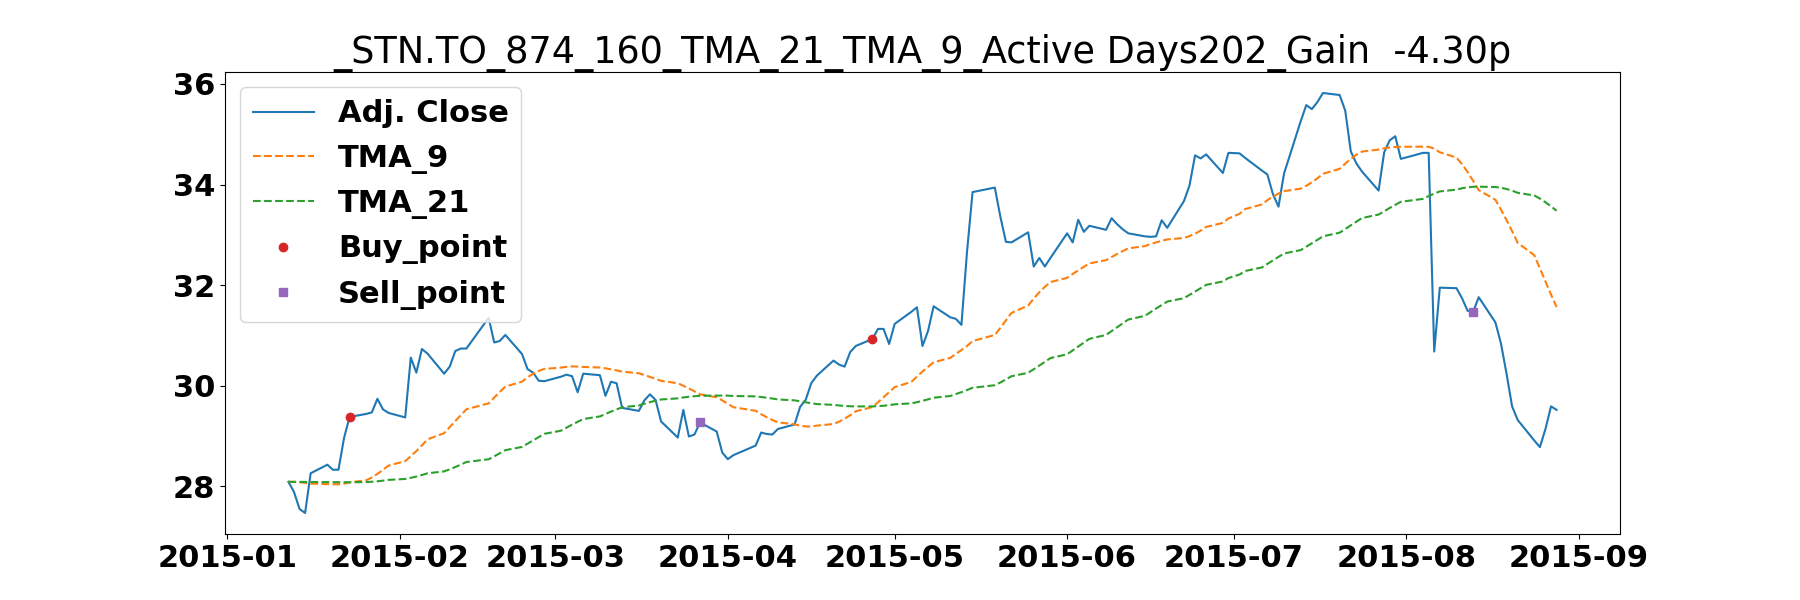 _STN.TO_874_160_TMA_21_TMA_9_Active Days202_Gain  -4.30p
36
34
32
30
28
Adj. Close
TMA_9
TMA_21
Buy_point
Sell_point
2015-01 2015-02 2015-03 2015-04 2015-05 2015-06 2015-07 2015-08 2015-09